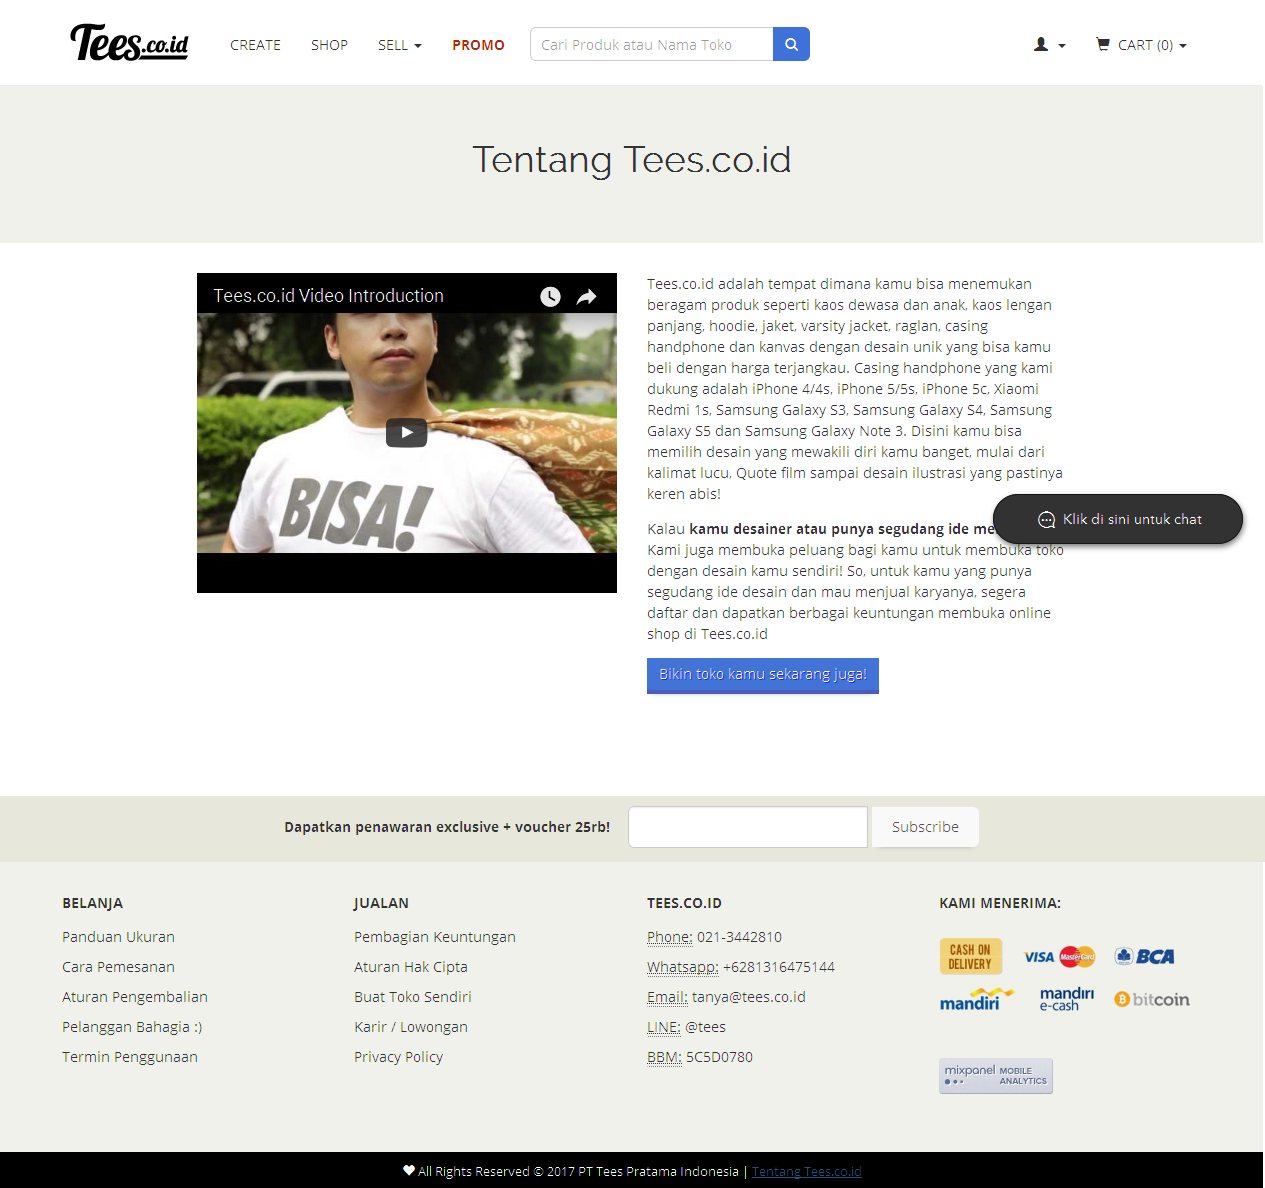 Tees.co.id
CREATE SHOP SELL PROMO Cari Produk atau Nama Toko CART (0)
Tentang Tees.co.id
Tees.co.id Video Introduction
BISA!
Tees.co.id adalah tempat dimana kamu bisa menemukan
beragam produk seperti kaos dewasa dan anak, kaos lengan
panjang, hoodie, jaket, varsity jacket, raglan, casing
handphone dan kanvas dengan desain unik yang bisa kamu
beli dengan harga terjangkau. Casing handphone yang kami
dukung adalah iPhone 4/4s, iPhone 5/5s, iPhone 5c, Xiaomi
Redmi 1s, Samsung Galaxy S3, Samsung Galaxy S4, Samsung
Galaxy S5 dan Samsung Galaxy Note 3. Disini kamu bisa
memilih desain yang mewakili diri kamu banget, mulai dari
kalimat lucu, Quote film sampai desain ilustrasi yang pastinya
keren abis!
Kalau kamu desainer atau punya segudang ide
Klik di sini untuk chat
Kami juga membuka peluang bagi kamu untuk membuka toko
dengan desain kamu sendiri! So, untuk kamu yang punya
segudang ide desain dan mau menjual karyanya, segera
daftar dan dapatkan berbagai keuntungan membuka online
shop di Tees.co.id
Bikin toko kamu sekarang juga!
Dapatkan penawaran exclusive + voucher 25rb! Subscribe
BELANJA
Panduan Ukuran
Cara Pemesanan
Aturan Pengembalian
Pelanggan Bahagia :)
Termin Penggunaan
JUALAN
Pembagian Keuntungan
Aturan Hak Cipta
Buat Toko Sendiri
Karir / Lowongan
Privacy Policy
TEES.CO.ID
Phone: 021-3442810
Whatsapp: +6281316475144
Email: tanya@tees.co.id
LINE: @tees
BBM: 5C5D0780
KAMI MENERIMA:
CASH ON
DELIVERY
VISA MasterCard BCA
mandiri
mandiri
e-cash
bitcoin
mixpanel MOBILE
ANALYTICS
All Rights Reserved © 2017 PT Tees Pratama Indonesia | Tentang Tees.co.id